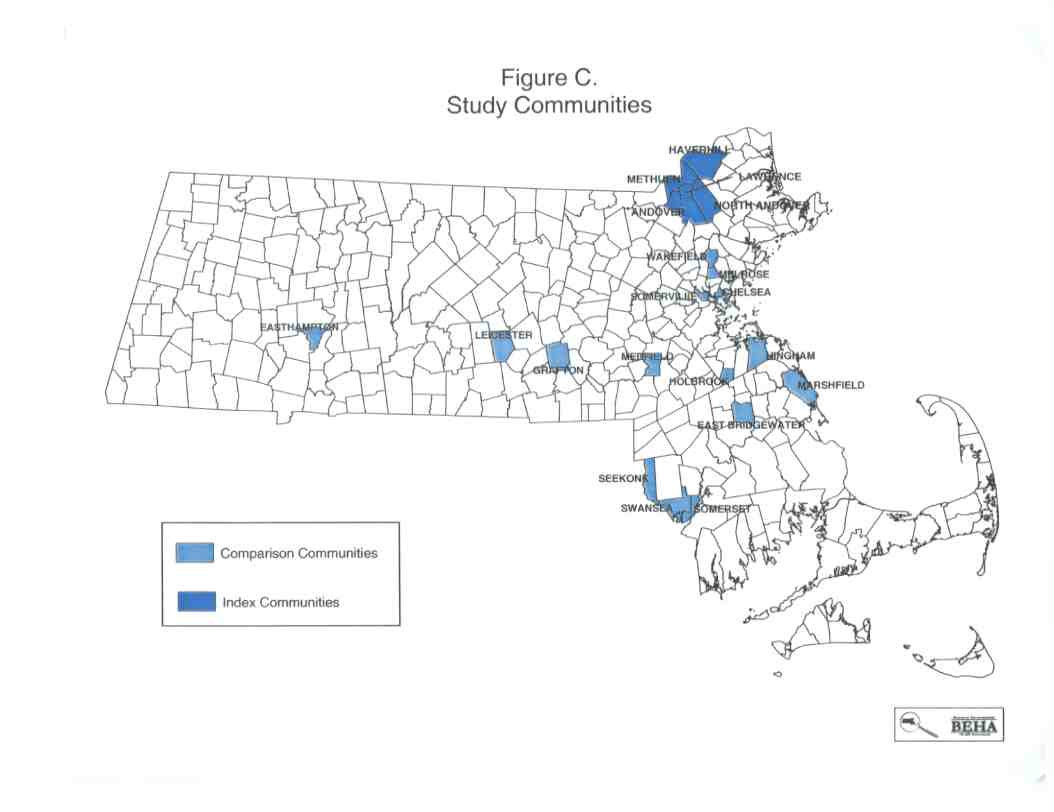 Figure C.
Study Communities
HAVERHILL
METHUEN
LAWRENCE
NORTH ANDOVER
ANDOVER
WAKEFIELD
MELROSE
SOMERVILLE
CHELSEA
EASTHAMPTON
LEICESTER
GRAFTON
MEDFIELD
HINGHAM
HOLBROOK
MARSHFIELD
EAST BRIDGEWATER
SEEKONK
SWANSEA
SOMERSET
Comparison Communities
Index Communities
BEHA